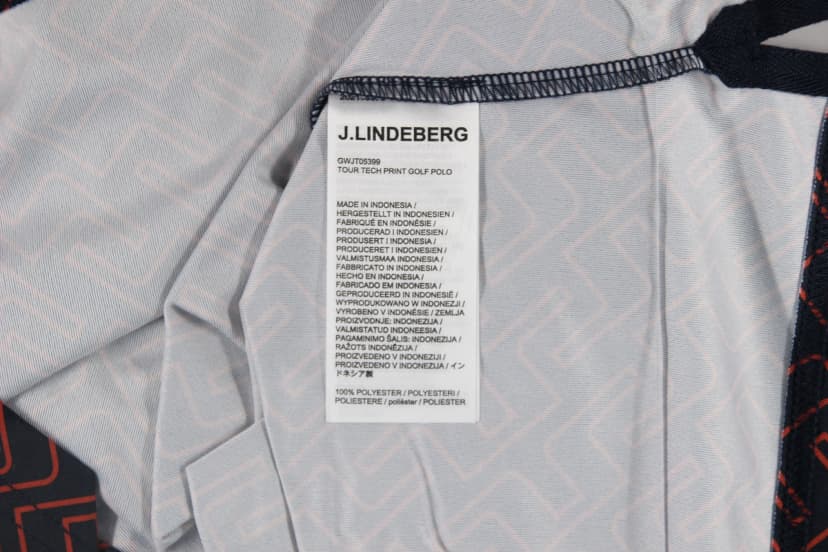 J.LINDEBERG
GWJT05399
TOUR TECH PRINT GOLF POLO
MADE IN INDONESIA /
HERGESTELLT IN INDONESIEN /
FABRIQUÉ EN INDONÉSIE /
PRODUCERAD I INDONESIEN /
PRODUSERT I INDONESIA /
PRODUCERET I INDONESIEN /
VALMISTUSMAA INDONESIA /
FABBRICATO IN INDONESIA /
HECHO EN INDONESIA /
FABRICADO EM INDONESIA /
GEPRODUCEERD IN INDONESIË /
WYPRODUKOWANO W INDONEZJI /
VYROBENO V INDONÉSIE / ZEMLJA
PROIZVODNJE: INDONEZIJA /
VALMISTATUD INDONEESIA /
PAGAMINIMO ŠALIS: INDONEZIJA /
RAŽOTS INDONĒZIJA /
PROIZVEDENO V INDONEZIJI /
PROIZVEDENO V INDONEZIJA / イン
ドネシア製
100% POLYESTER / POLYESTERI /
POLIESTERE / poliéster / POLIESTER